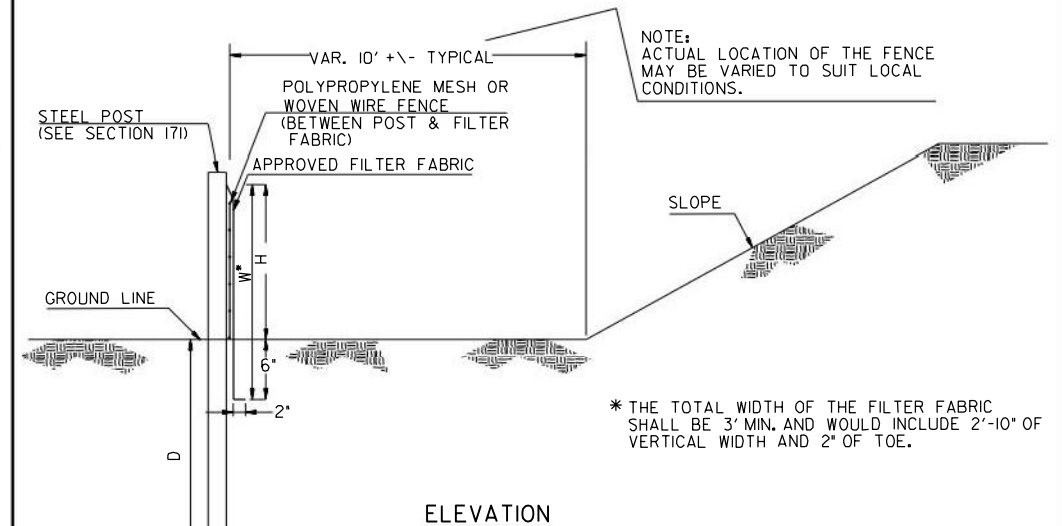 NOTE:
ACTUAL LOCATION OF THE FENCE
MAY BE VARIED TO SUIT LOCAL
CONDITIONS.
VAR. 10' +\- TYPICAL
POLYPROPYLENE MESH OR
WOVEN WIRE FENCE
(BETWEEN POST & FILTER
FABRIC)
STEEL POST
(SEE SECTION 171)
APPROVED FILTER FABRIC
SLOPE
W*
H
GROUND LINE
6"
2"
* THE TOTAL WIDTH OF THE FILTER FABRIC
SHALL BE 3' MIN. AND WOULD INCLUDE 2'-10" OF
VERTICAL WIDTH AND 2" OF TOE.
D
ELEVATION